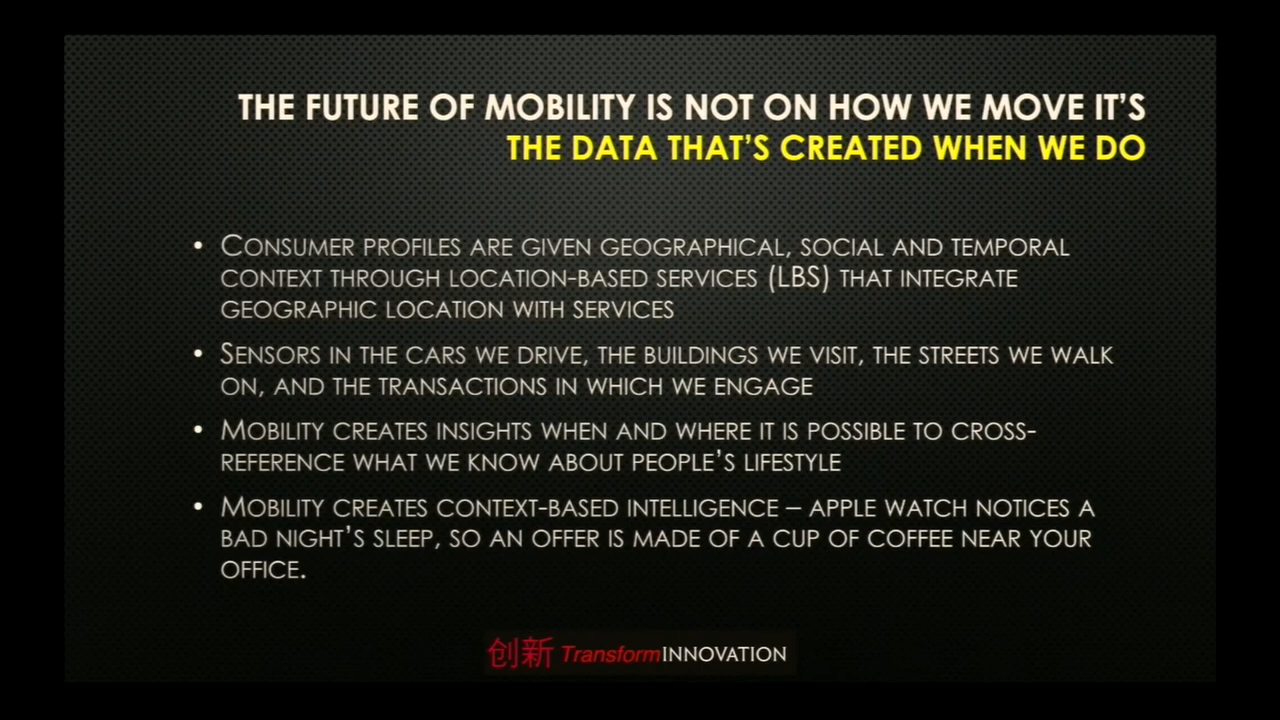 THE FUTURE OF MOBILITY IS NOT ON HOW WE MOVE IT'S
THE DATA THAT'S CREATED WHEN WE DO
• CONSUMER PROFILES ARE GIVEN GEOGRAPHICAL, SOCIAL AND TEMPORAL
CONTEXT THROUGH LOCATION-BASED SERVICES (LBS) THAT INTEGRATE
GEOGRAPHIC LOCATION WITH SERVICES
• SENSORS IN THE CARS WE DRIVE, THE BUILDINGS WE VISIT, THE STREETS WE WALK
ON, AND THE TRANSACTIONS IN WHICH WE ENGAGE
• MOBILITY CREATES INSIGHTS WHEN AND WHERE IT IS POSSIBLE TO CROSS-
REFERENCE WHAT WE KNOW ABOUT PEOPLE'S LIFESTYLE
• MOBILITY CREATES CONTEXT-BASED INTELLIGENCE – APPLE WATCH NOTICES A
BAD NIGHT'S SLEEP, SO AN OFFER IS MADE OF A CUP OF COFFEE NEAR YOUR
OFFICE.
创新 TransformINNOVATION